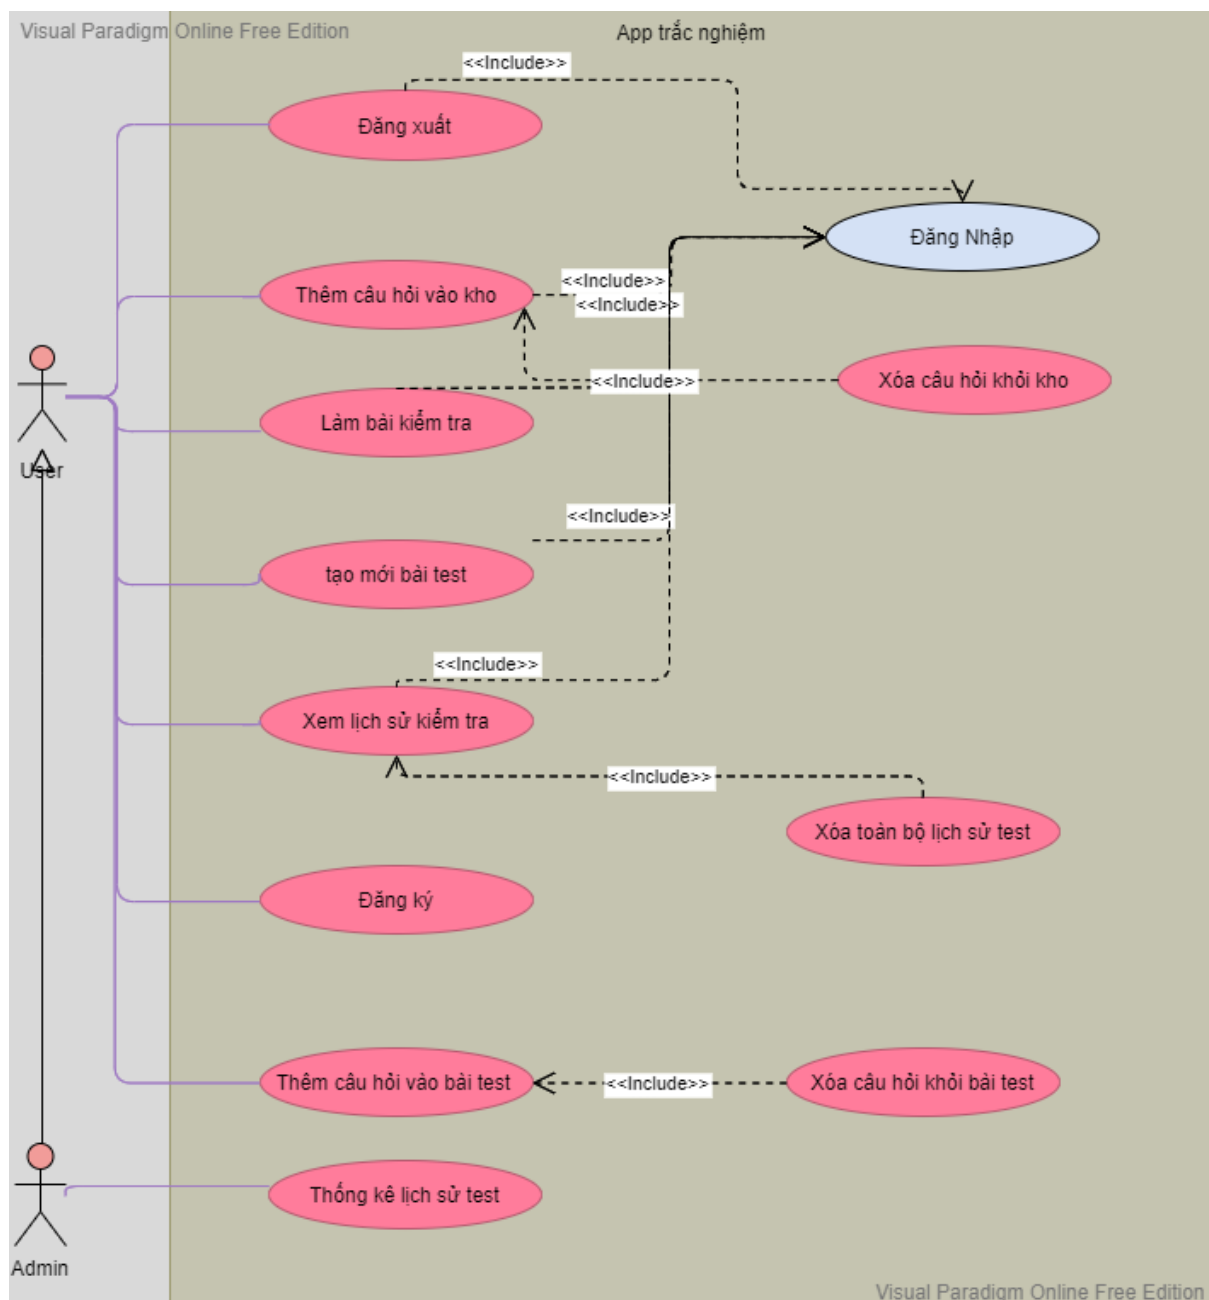 Visual Paradigm Online Free Edition
App trắc nghiệm
<<Include>>
Đăng xuất
Đăng Nhập
<<Include>>
Thêm câu hỏi vào kho
<<Include>>
<<Include>>
Xóa câu hỏi khỏi kho
Làm bài kiểm tra
User
<<Include>>
tạo mới bài test
<<Include>>
Xem lịch sử kiểm tra
<<Include>>
Xóa toàn bộ lịch sử test
Đăng ký
Thêm câu hỏi vào bài test
<<Include>>
Xóa câu hỏi khỏi bài test
Thống kê lịch sử test
Admin
Visual Paradigm Online Free Edition